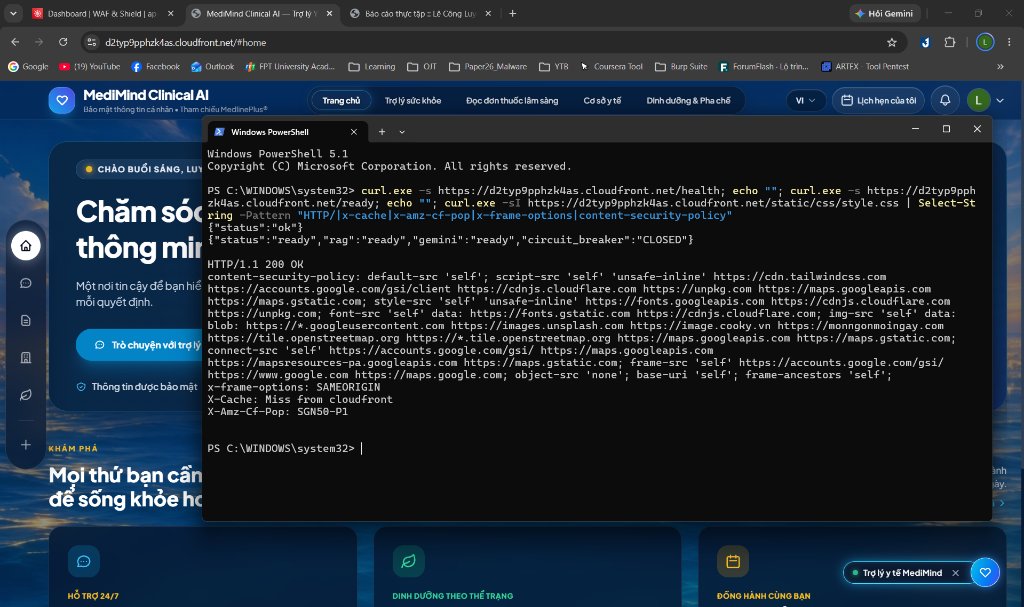 Dashboard | WAF & Shield | ap
MediMind Clinical AI — Trợ lý Y
Báo cáo thực tập :: Lê Công Luy
Hỏi Gemini
d2typ9pphzk4as.cloudfront.net/#home
Google
(19) YouTube
Facebook
Outlook
FPT University Acad...
Learning
OJT
Paper26_Malware
YTB
Coursera Tool
Burp Suite
ForumFlash - Lò trìn...
ARTEX - Tool Pentest
MediMind Clinical AI
Bảo mật thông tin cá nhân • Tham chiếu MedlinePlus®
Trang chủ
Trợ lý sức khỏe
Đọc đơn thuốc lâm sàng
Cơ sở y tế
Dinh dưỡng & Pha chế
VI
Lịch hẹn của tôi
L
CHÀO BUỔI SÁNG, LUY
Chăm sóc
thông mi
Một nơi tin cậy để bạn hiể
mỗi quyết định.
Trò chuyện với trợ lý
Thông tin được bảo mật
Windows PowerShell
Windows PowerShell 5.1
Copyright (C) Microsoft Corporation. All rights reserved.
PS C:\WINDOWS\system32> curl.exe -s https://d2typ9pphzk4as.cloudfront.net/health; echo ""; curl.exe -s https://d2typ9pph
zk4as.cloudfront.net/ready; echo ""; curl.exe -sI https://d2typ9pphzk4as.cloudfront.net/static/css/style.css | Select-St
ring -Pattern "HTTP/|x-cache|x-amz-cf-pop|x-frame-options|content-security-policy"
{"status":"ok"}
{"status":"ready","rag":"ready","gemini":"ready","circuit_breaker":"CLOSED"}
HTTP/1.1 200 OK
content-security-policy: default-src 'self'; script-src 'self' 'unsafe-inline' https://cdn.tailwindcss.com
https://accounts.google.com/gsi/client https://cdnjs.cloudflare.com https://unpkg.com https://maps.googleapis.com
https://maps.gstatic.com; style-src 'self' 'unsafe-inline' https://fonts.googleapis.com https://cdnjs.cloudflare.com
https://unpkg.com; font-src 'self' data: https://fonts.gstatic.com https://cdnjs.cloudflare.com; img-src 'self' data:
blob: https://*.googleusercontent.com https://images.unsplash.com https://image.cooky.vn https://monngonmoingay.com
https://tile.openstreetmap.org https://*.tile.openstreetmap.org https://maps.googleapis.com https://maps.gstatic.com;
connect-src 'self' https://accounts.google.com/gsi/ https://maps.googleapis.com
https://mapsresources-pa.googleapis.com https://maps.gstatic.com; frame-src 'self' https://accounts.google.com/gsi/
https://www.google.com https://maps.google.com; object-src 'none'; base-uri 'self'; frame-ancestors 'self';
x-frame-options: SAMEORIGIN
X-Cache: Miss from cloudfront
X-Amz-Cf-Pop: SGN50-P1
PS C:\WINDOWS\system32>
KHÁM PHÁ
Mọi thứ bạn cần
để sống khỏe hơ
ành
ày.
HỖ TRỢ 24/7
DINH DƯỠNG THEO THỂ TRẠNG
ĐỒNG HÀNH CÙNG BẠN
Trợ lý y tế MediMind